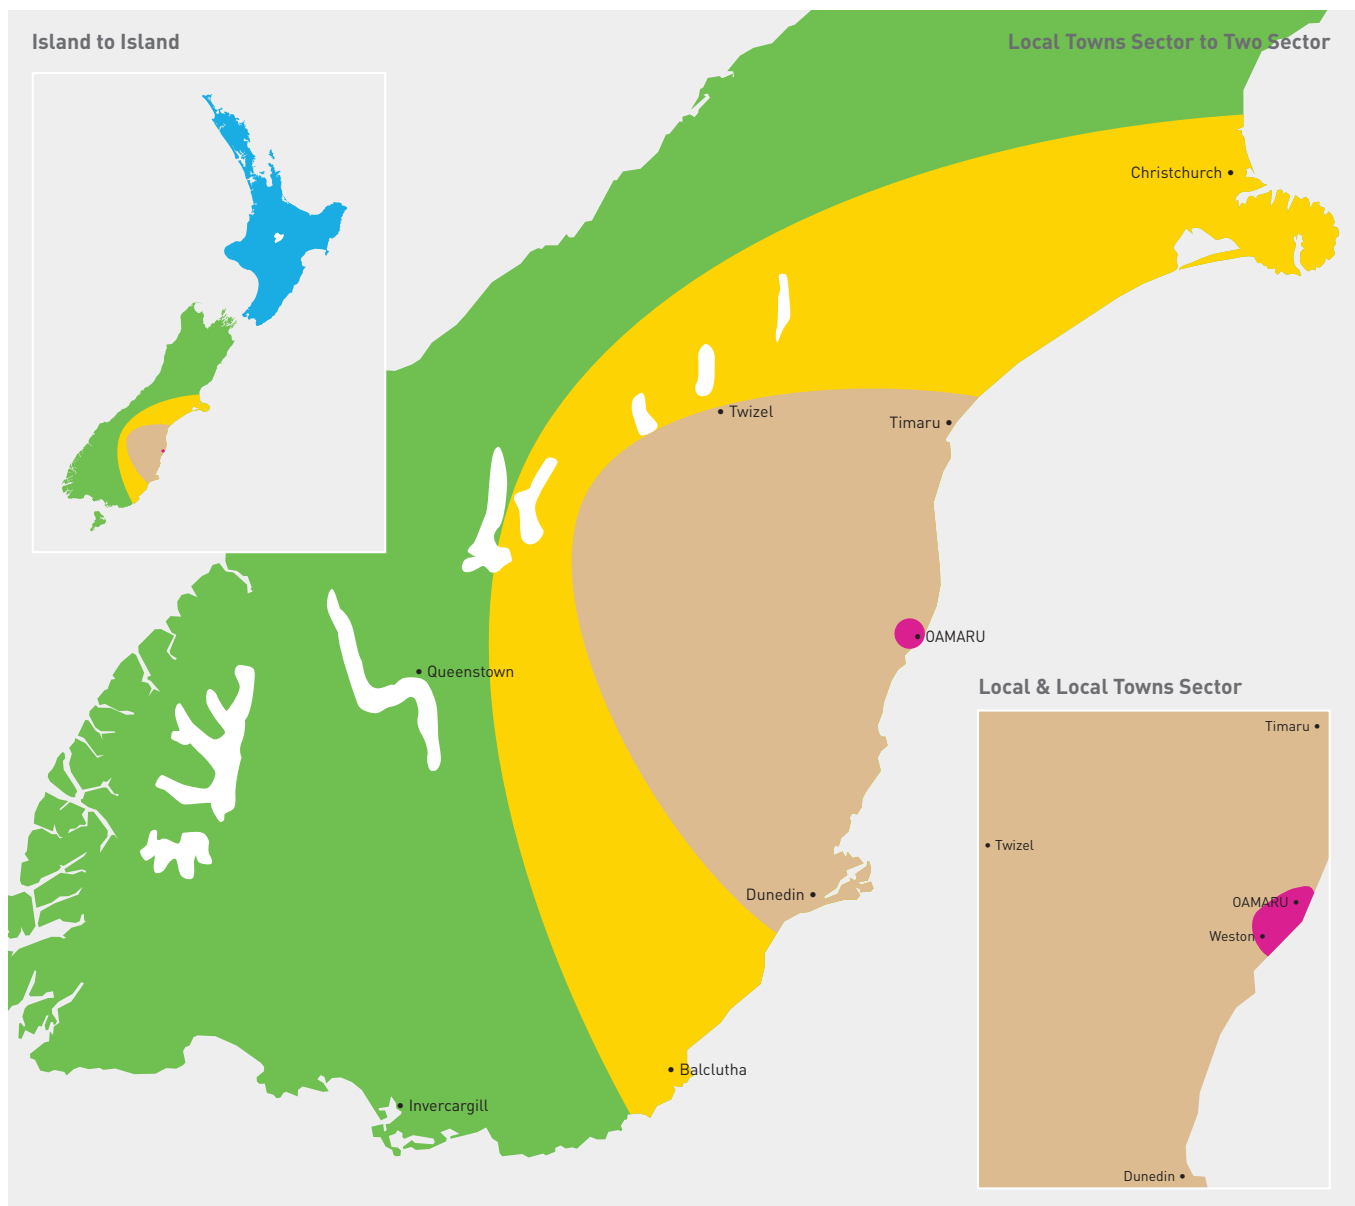 Island to Island
Local Towns Sector to Two Sector
Christchurch
Twizel
Timaru
OAMARU
Queenstown
Local & Local Towns Sector
Timaru
Twizel
OAMARU
Weston
Dunedin
Dunedin
Balclutha
Invercargill